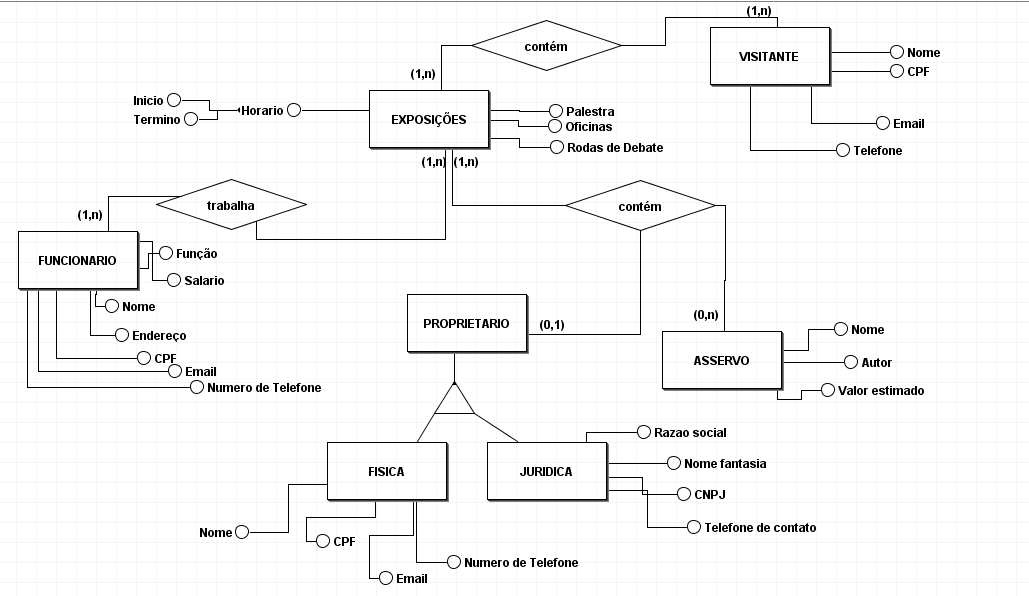 (1,n)
contém
VISITANTE
Nome
CPF
(1,n)
Inicio
Termino
Horario
EXPOSIÇÕES
Palestra
Oficinas
Rodas de Debate
Email
Telefone
(1,n)
(1,n)
trabalha
contém
(1,n)
FUNCIONARIO
Função
Salario
Nome
Endereço
CPF
Email
Numero de Telefone
PROPRIETARIO
(0,1)
(0,n)
ASSERVO
Nome
Autor
Valor estimado
FISICA
JURIDICA
Razao social
Nome fantasia
CNPJ
Telefone de contato
Nome
CPF
Numero de Telefone
Email